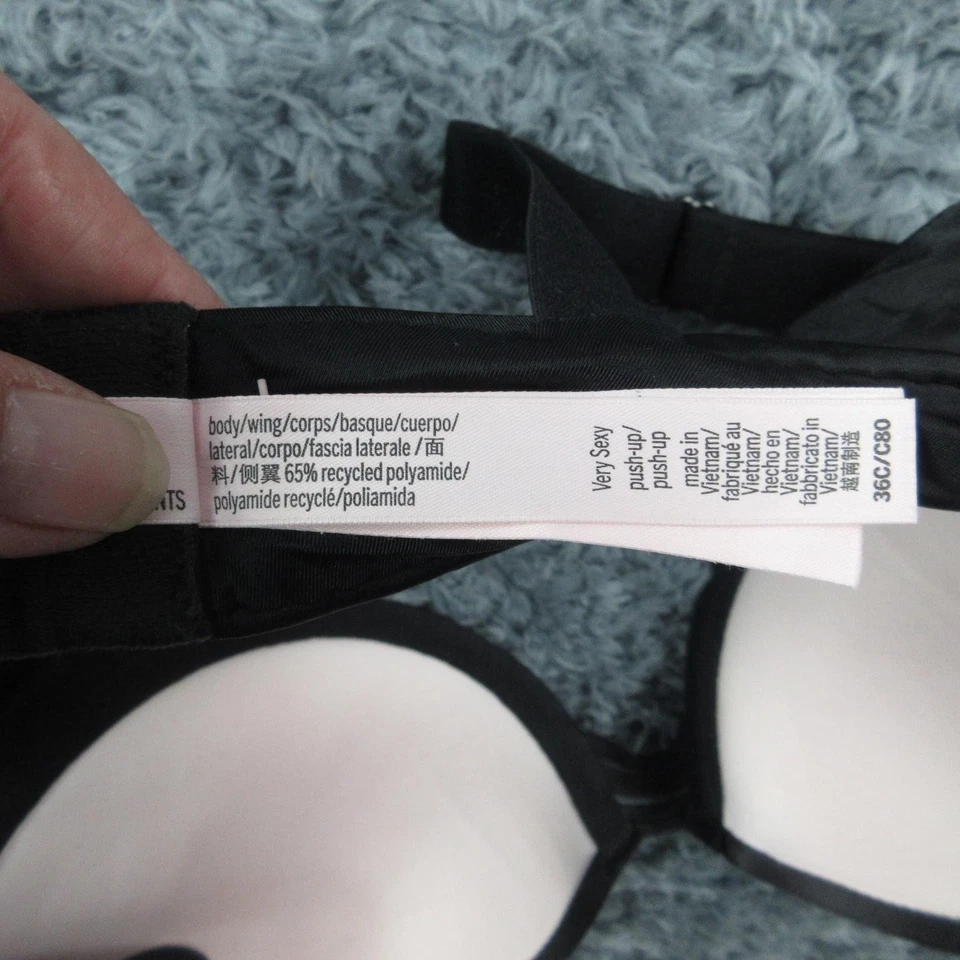 body/wing/corps/basque/cuerpo/
lateral/corpo/fascia laterale /面
料/侧翼 65% recycled polyamide/
polyamide recyclé/poliamida
NTS
Very Sexy
push-up/
push-up
made in
Vietnam/
fabriqué au
Vietnam/
hecho en
Vietnam/
fabbricato in
Vietnam/
越南制造
36C/C80